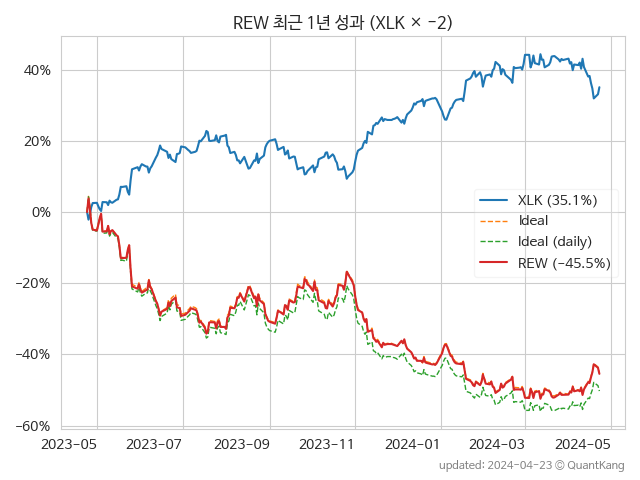 REW 최근 1년 성과 (XLK × −2)
40%
20%
0%
−20%
−40%
−60%
XLK (35.1%)
Ideal
Ideal (daily)
REW (−45.5%)
2023-05 2023-07 2023-09 2023-11 2024-01 2024-03 2024-05
updated: 2024-04-23 © QuantKang